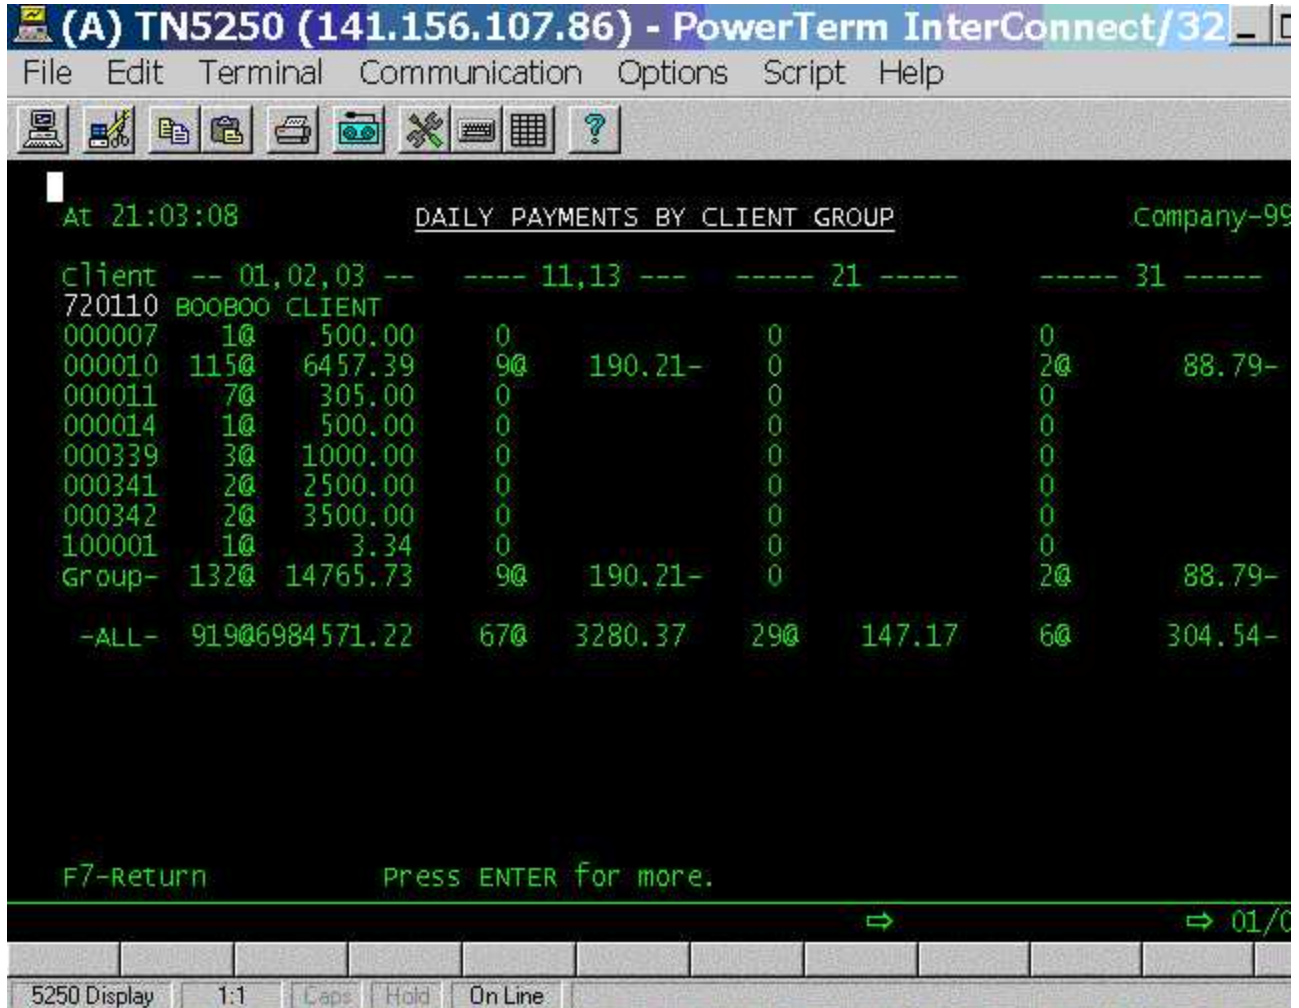 (A) TN5250 (141.156.107.86) - PowerTerm InterConnect/32
File Edit Terminal Communication Options Script Help
At 21:03:08 DAILY PAYMENTS BY CLIENT GROUP Company-99
Client -- 01,02,03 -- ---- 11,13 --- ----- 21 ----- ----- 31 -----
720110 BOOBOO CLIENT
000007 1@ 500.00 0 0 0
000010 115@ 6457.39 9@ 190.21- 0 2@ 88.79-
000011 7@ 305.00 0 0 0
000014 1@ 500.00 0 0 0
000339 3@ 1000.00 0 0 0
000341 2@ 2500.00 0 0 0
000342 2@ 3500.00 0 0 0
100001 1@ 3.34 0 0 0
Group- 132@ 14765.73 9@ 190.21- 0 2@ 88.79-
-ALL- 919@6984571.22 67@ 3280.37 29@ 147.17 6@ 304.54-
F7-Return Press ENTER for more.
⇨ ⇨ 01/0
5250 Display 1:1 Caps Hold On Line